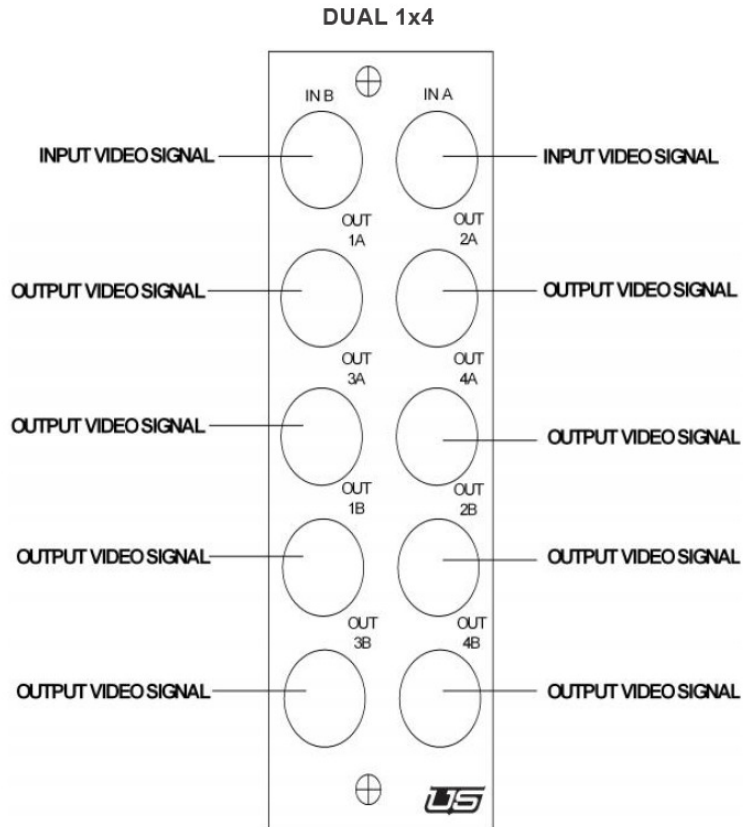 DUAL 1x4
IN B IN A
INPUT VIDEO SIGNAL INPUT VIDEO SIGNAL
OUT OUT
1A 2A
OUTPUT VIDEO SIGNAL OUTPUT VIDEO SIGNAL
OUT OUT
3A 4A
OUTPUT VIDEO SIGNAL OUTPUT VIDEO SIGNAL
OUT OUT
1B 2B
OUTPUT VIDEO SIGNAL OUTPUT VIDEO SIGNAL
OUT OUT
3B 4B
OUTPUT VIDEO SIGNAL OUTPUT VIDEO SIGNAL
US